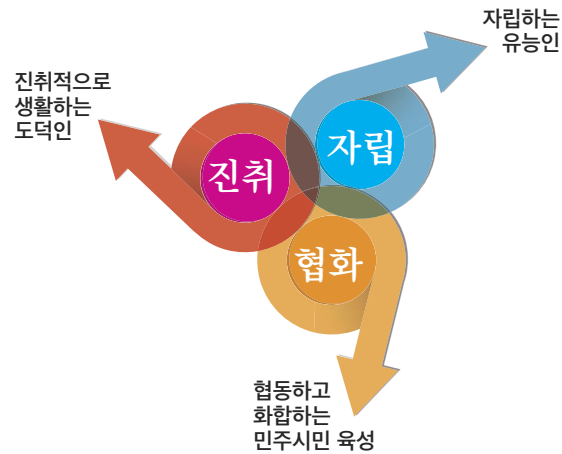 자립하는
유능인
진취적으로
생활하는
도덕인
자립
진취
협화
협동하고
화합하는
민주시민 육성